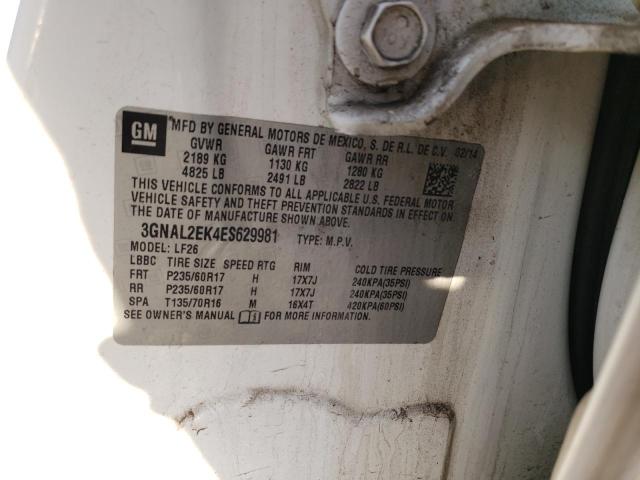 GM
MFD BY GENERAL MOTORS DE MEXICO, S. DE R.L. DE C.V. 02/14
GVWR GAWR FRT GAWR RR
2189 KG 1130 KG 1280 KG
4825 LB 2491 LB 2822 LB
THIS VEHICLE CONFORMS TO ALL APPLICABLE U.S. FEDERAL MOTOR
VEHICLE SAFETY AND THEFT PREVENTION STANDARDS IN EFFECT ON
THE DATE OF MANUFACTURE SHOWN ABOVE.
3GNAL2EK4ES629981 TYPE: M.P.V.
MODEL: LF26
LBBC TIRE SIZE SPEED RTG RIM COLD TIRE PRESSURE
FRT P235/60R17 H 17X7J 240KPA(35PSI)
RR P235/60R17 H 17X7J 240KPA(35PSI)
SPA T135/70R16 M 16X4T 420KPA(60PSI)
SEE OWNER'S MANUAL FOR MORE INFORMATION.